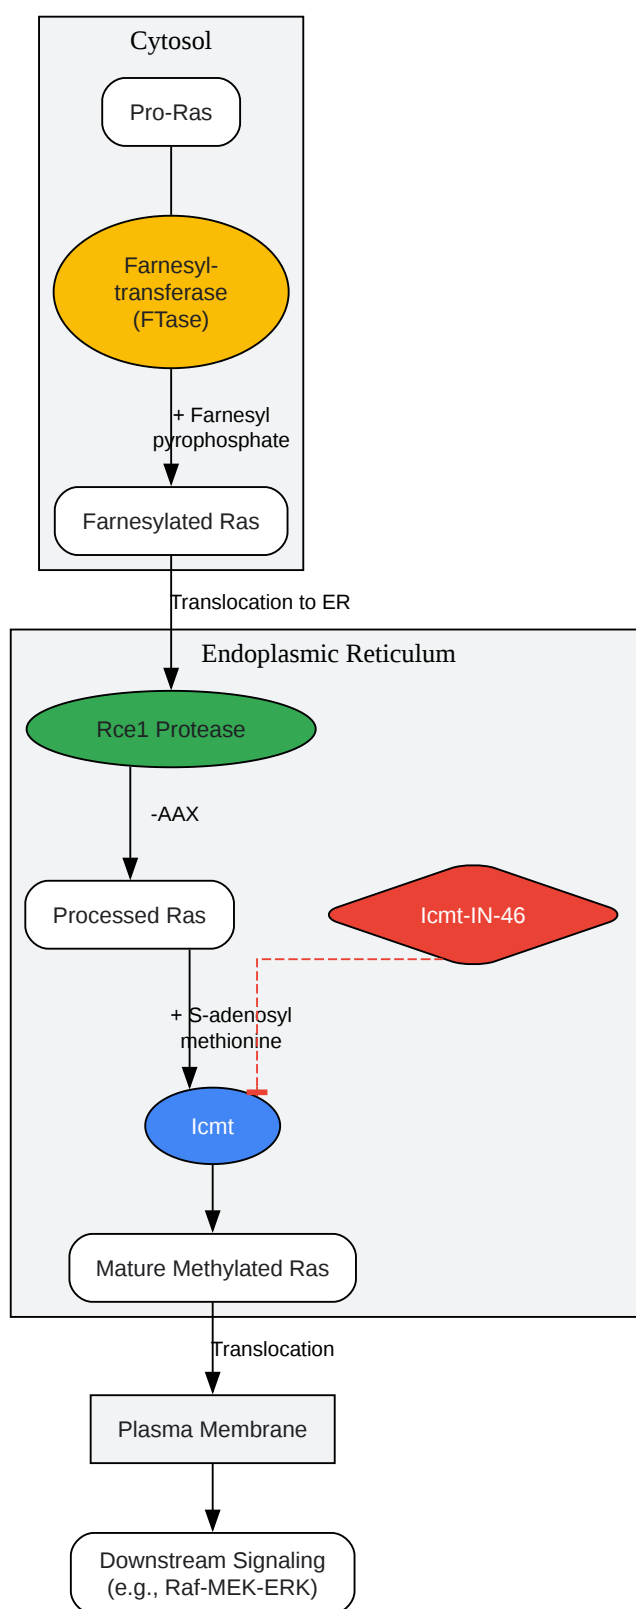 Cytosol
Pro-Ras
Farnesyl-
transferase
(FTase)
+ Farnesyl
pyrophosphate
Farnesylated Ras
Translocation to ER
Endoplasmic Reticulum
Rce1 Protease
-AAX
Processed Ras
Icmt-IN-46
+ S-adenosyl
methionine
Icmt
Mature Methylated Ras
Translocation
Plasma Membrane
Downstream Signaling
(e.g., Raf-MEK-ERK)